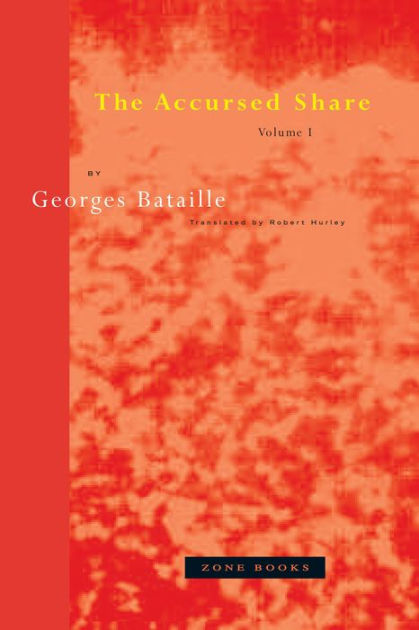 The Accursed Share
Volume I
BY
Georges Bataille
Translated by Robert Hurley
ZONE BOOKS